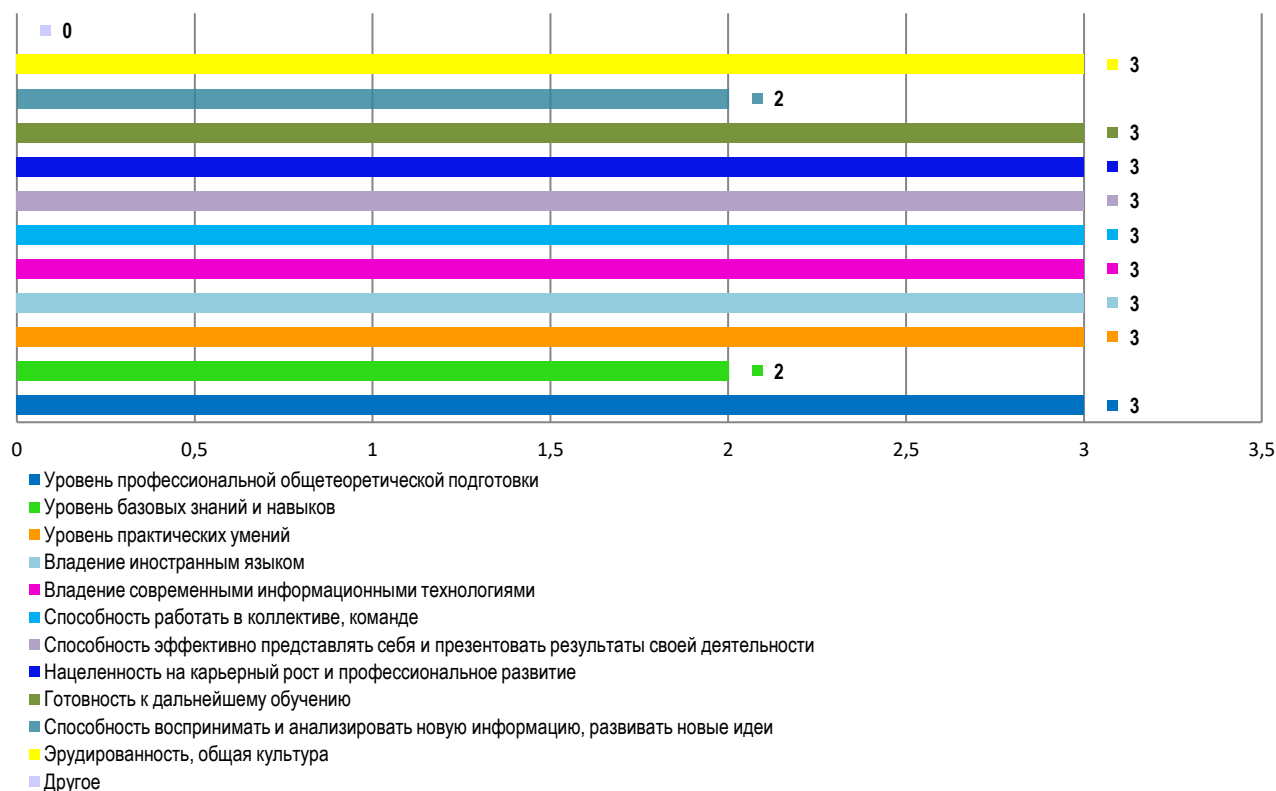 0
3
2
3
3
3
3
3
3
3
2
3
0 0,5 1 1,5 2 2,5 3 3,5
Уровень профессиональной общетеоретической подготовки
Уровень базовых знаний и навыков
Уровень практических умений
Владение иностранным языком
Владение современными информационными технологиями
Способность работать в коллективе, команде
Способность эффективно представлять себя и презентовать результаты своей деятельности
Нацеленность на карьерный рост и профессиональное развитие
Готовность к дальнейшему обучению
Способность воспринимать и анализировать новую информацию, развивать новые идеи
Эрудированность, общая культура
Другое